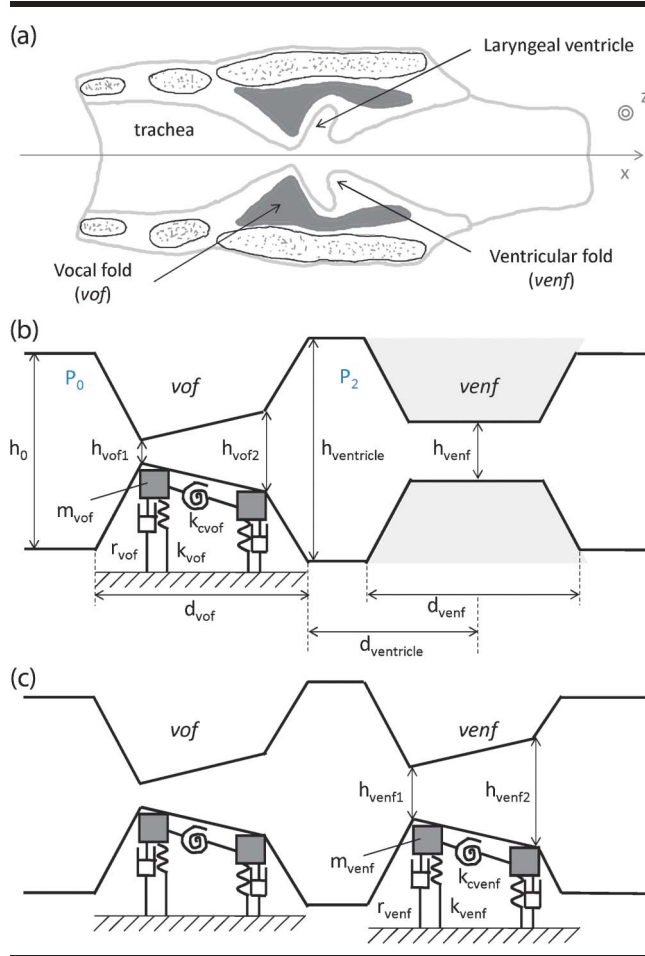 (a)
Laryngeal ventricle
trachea
z
x
Vocal fold
(vof)
Ventricular fold
(venf)
(b)
P0
vof
P2
venf
h0
hvof1
hvof2
hventricle
hvenf
mvof
kcvof
rvof
kvof
dvof
dvenf
dventricle
(c)
vof
venf
hvenf1
hvenf2
mvenf
kcvenf
rvenf
kvenf